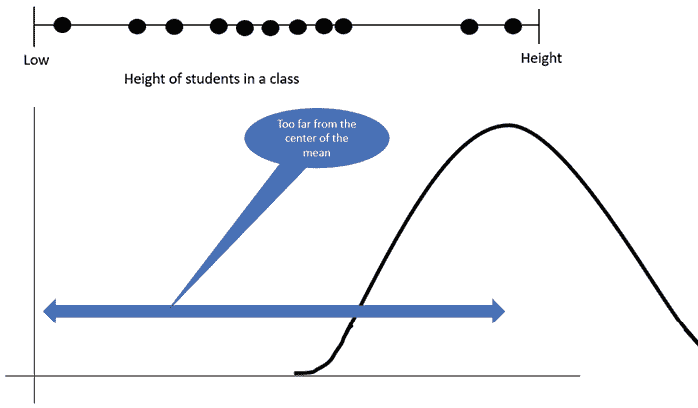 Low
Height
Height of students in a class
Too far from the
center of the
mean